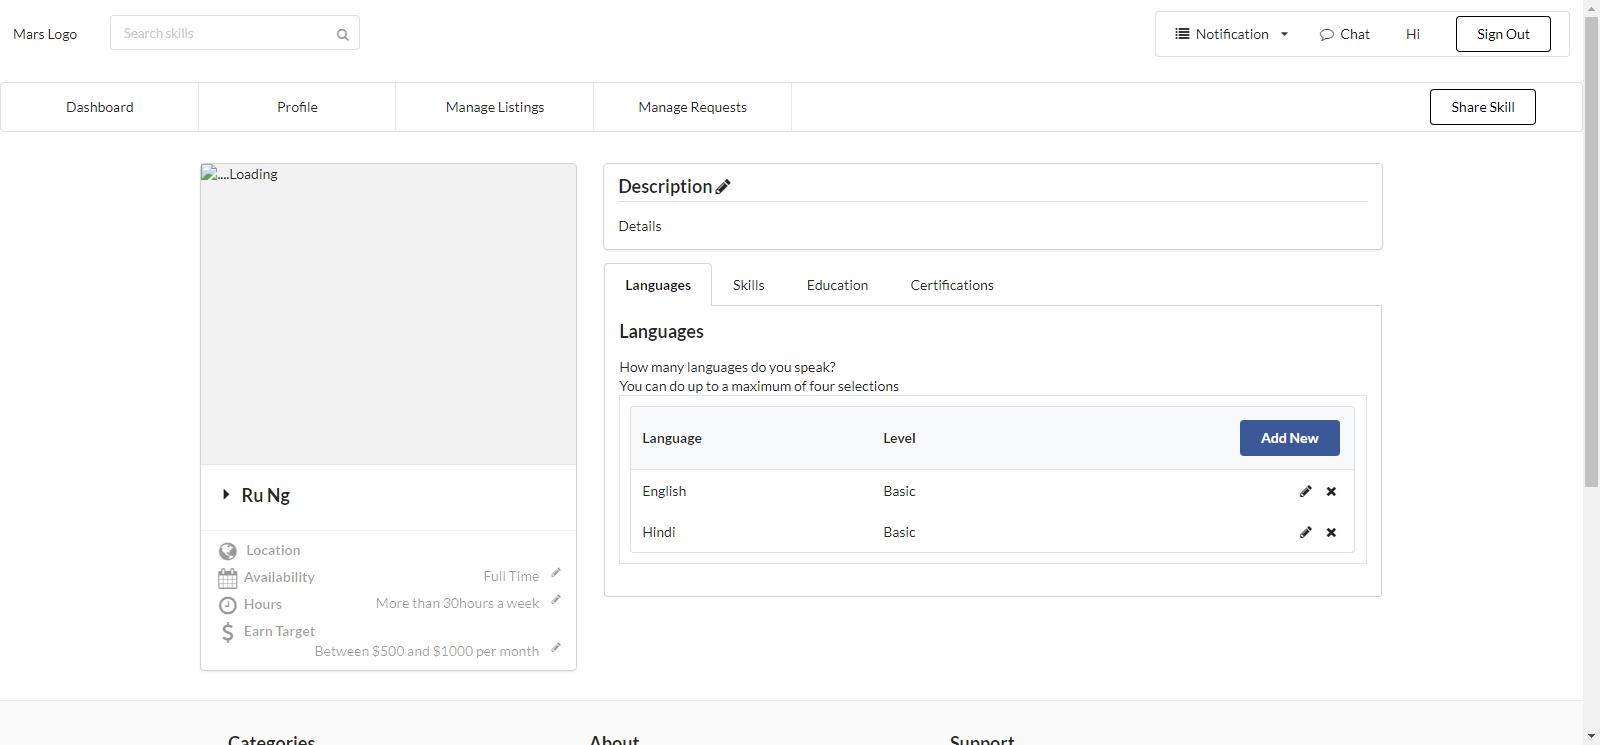 Mars Logo
Search skills
Notification
Chat
Hi
Sign Out
Dashboard
Profile
Manage Listings
Manage Requests
Share Skill
....Loading
Ru Ng
Location
Availability
Full Time
Hours
More than 30hours a week
Earn Target
Between $500 and $1000 per month
Description
Details
Languages
Skills
Education
Certifications
Languages
How many languages do you speak?
You can do up to a maximum of four selections
Language
Level
Add New
English
Basic
Hindi
Basic
Categories
About
Support